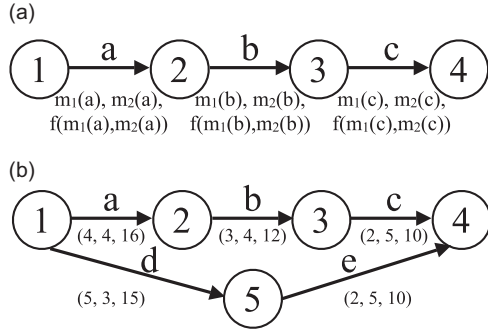 (a)
a b c
1 2 3 4
m₁(a), m₂(a), m₁(b), m₂(b), m₁(c), m₂(c),
f(m₁(a),m₂(a)) f(m₁(b),m₂(b)) f(m₁(c),m₂(c))
(b)
a b c
1 2 3 4
(4, 4, 16) (3, 4, 12) (2, 5, 10)
d e
(5, 3, 15) 5 (2, 5, 10)